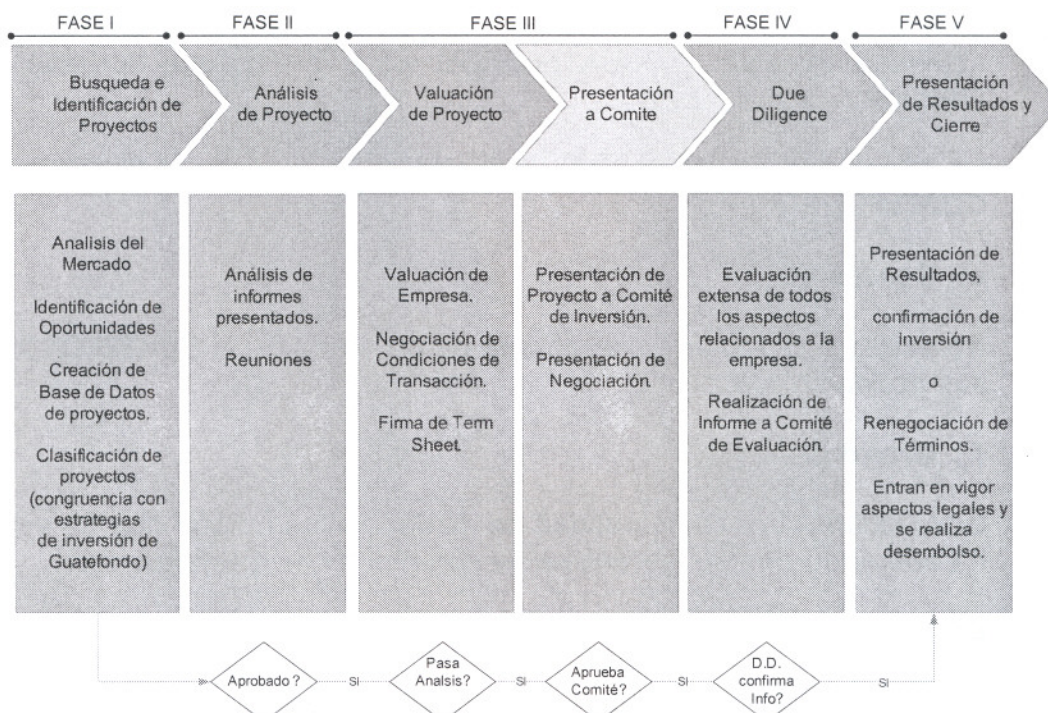 FASE I
FASE II
FASE III
FASE IV
FASE V
Busqueda e
Identificación de
Proyectos
Análisis
de Proyecto
Valuación
de Proyecto
Presentación
a Comite
Due
Diligence
Presentación
de Resultados y
Cierre
Analisis del
Mercado
Identificación de
Oportunidades
Creación de
Base de Datos
de proyectos.
Clasificación de
proyectos
(congruencia con
estrategias
de inversión de
Guatefondo)
Análisis de
informes
presentados.
Reuniones
Valuación de
Empresa.
Negociación de
Condiciones de
Transacción.
Firma de Term
Sheet.
Presentación de
Proyecto a Comité
de Inversión.
Presentación de
Negociación.
Evaluación
extensa de todos
los aspectos
relacionados a la
empresa.
Realización de
Informe a Comité
de Evaluación.
Presentación de
Resultados,
confirmación de
inversión
o
Renegociación de
Términos.
Entran en vigor
aspectos legales y
se realiza
desembolso.
Aprobado?
SI
Pasa
Analsis?
SI
Aprueba
Comité?
SI
D.D.
confirma
Info?
SI